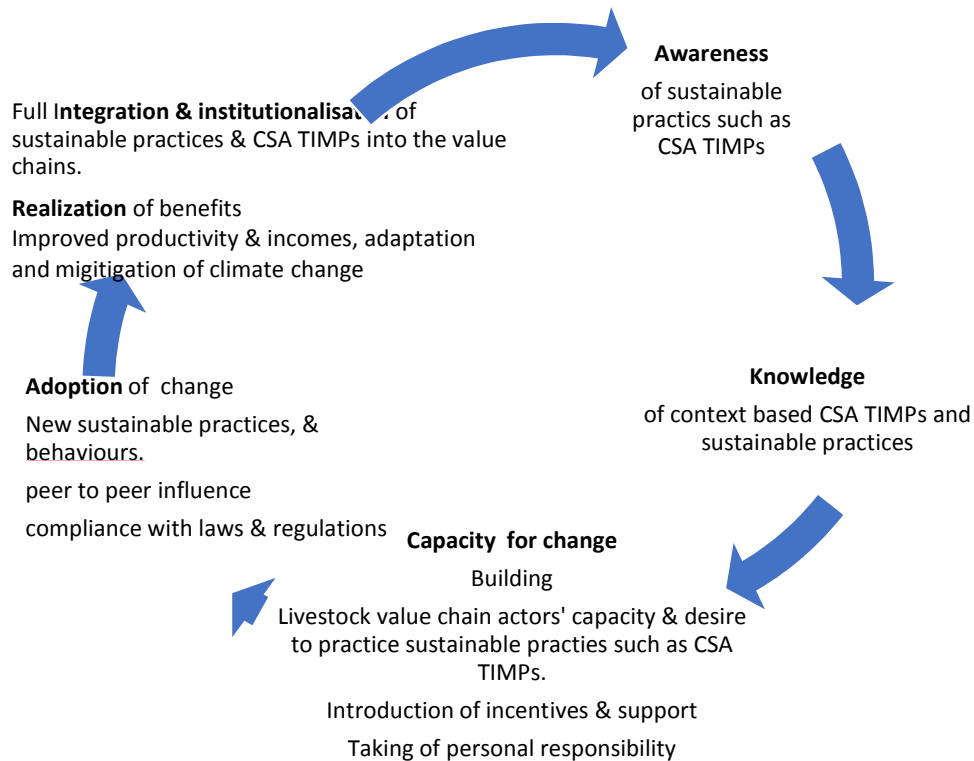 Awareness
of sustainable
practics such as
CSA TIMPs
Knowledge
of context based CSA TIMPs and
sustainable practices
Capacity for change
Building
Livestock value chain actors' capacity & desire
to practice sustainable practies such as CSA
TIMPs.
Introduction of incentives & support
Taking of personal responsibility
Adoption of change
New sustainable practices, &
behaviours.
peer to peer influence
compliance with laws & regulations
Full Integration & institutionalisation of
sustainable practices & CSA TIMPs into the value
chains.
Realization of benefits
Improved productivity & incomes, adaptation
and migitigation of climate change